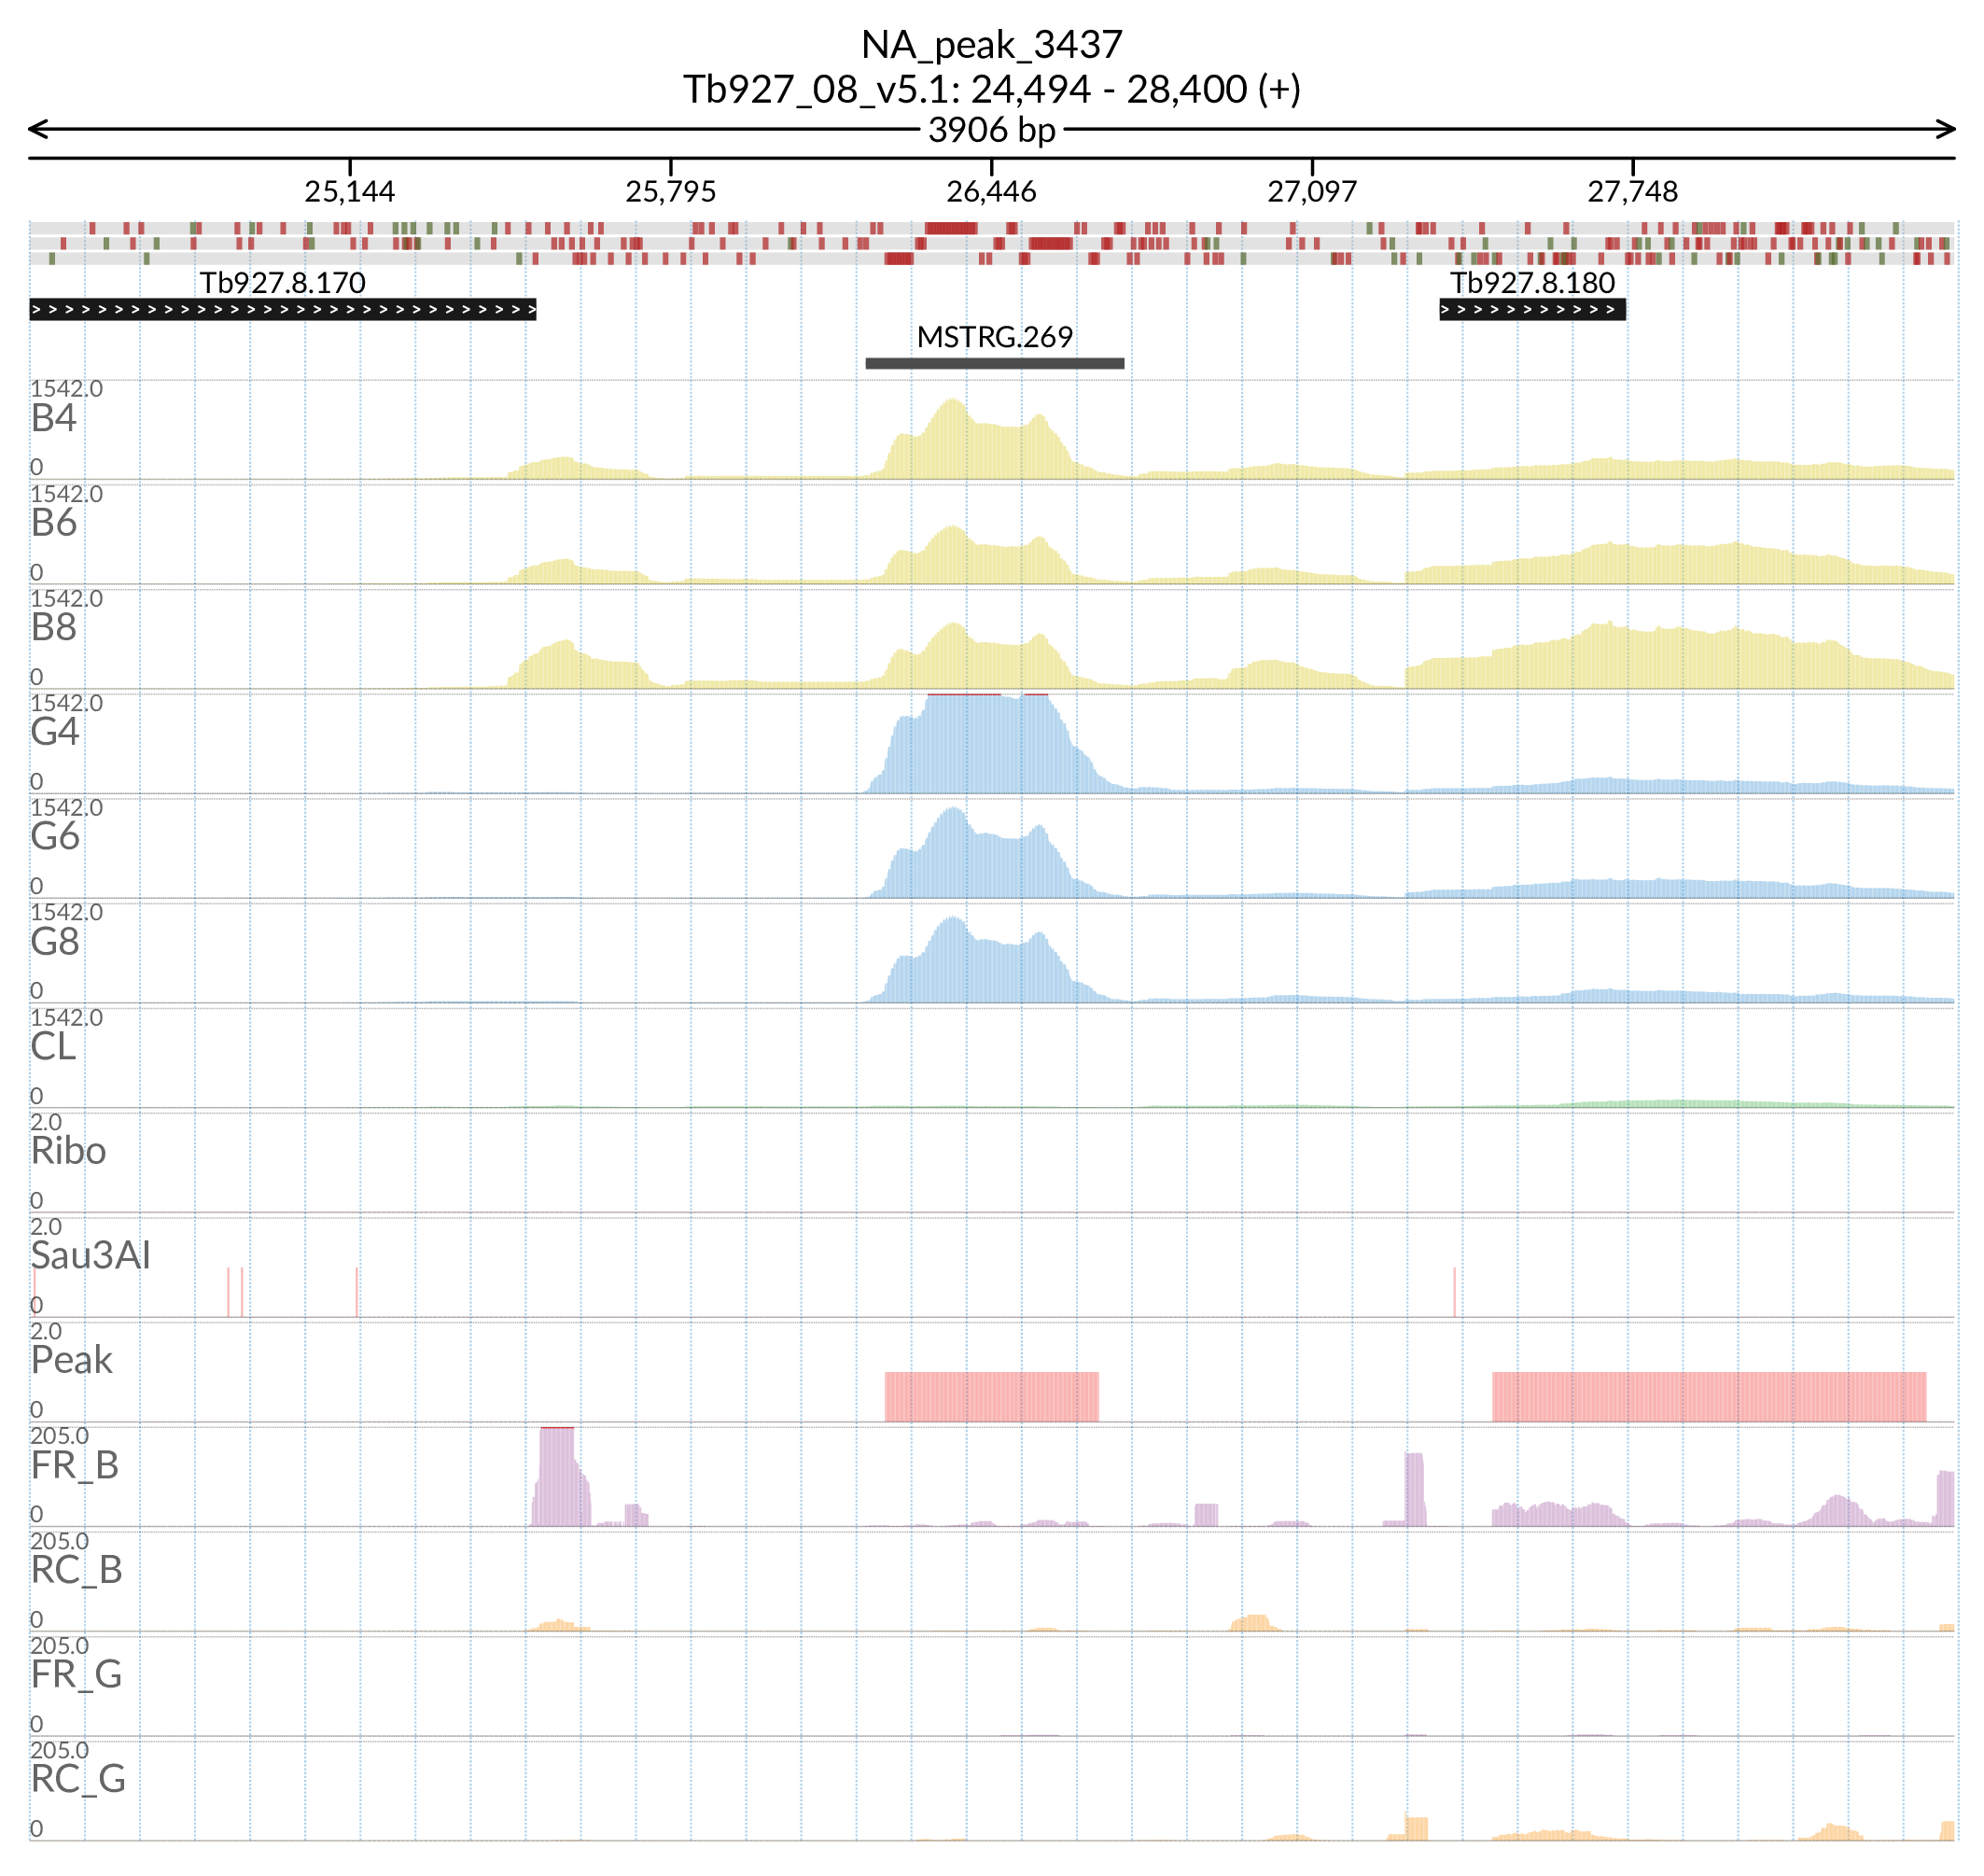 NA_peak_3437
Tb927_08_v5.1: 24,494 - 28,400 (+)
3906 bp
25,144 25,795 26,446 27,097 27,748
Tb927.8.170 Tb927.8.180
MSTRG.269
1542.0
B4
0
1542.0
B6
0
1542.0
B8
0
1542.0
G4
0
1542.0
G6
0
1542.0
G8
0
1542.0
CL
0
2.0
Ribo
0
2.0
Sau3AI
0
2.0
Peak
0
205.0
FR_B
0
205.0
RC_B
0
205.0
FR_G
0
205.0
RC_G
0